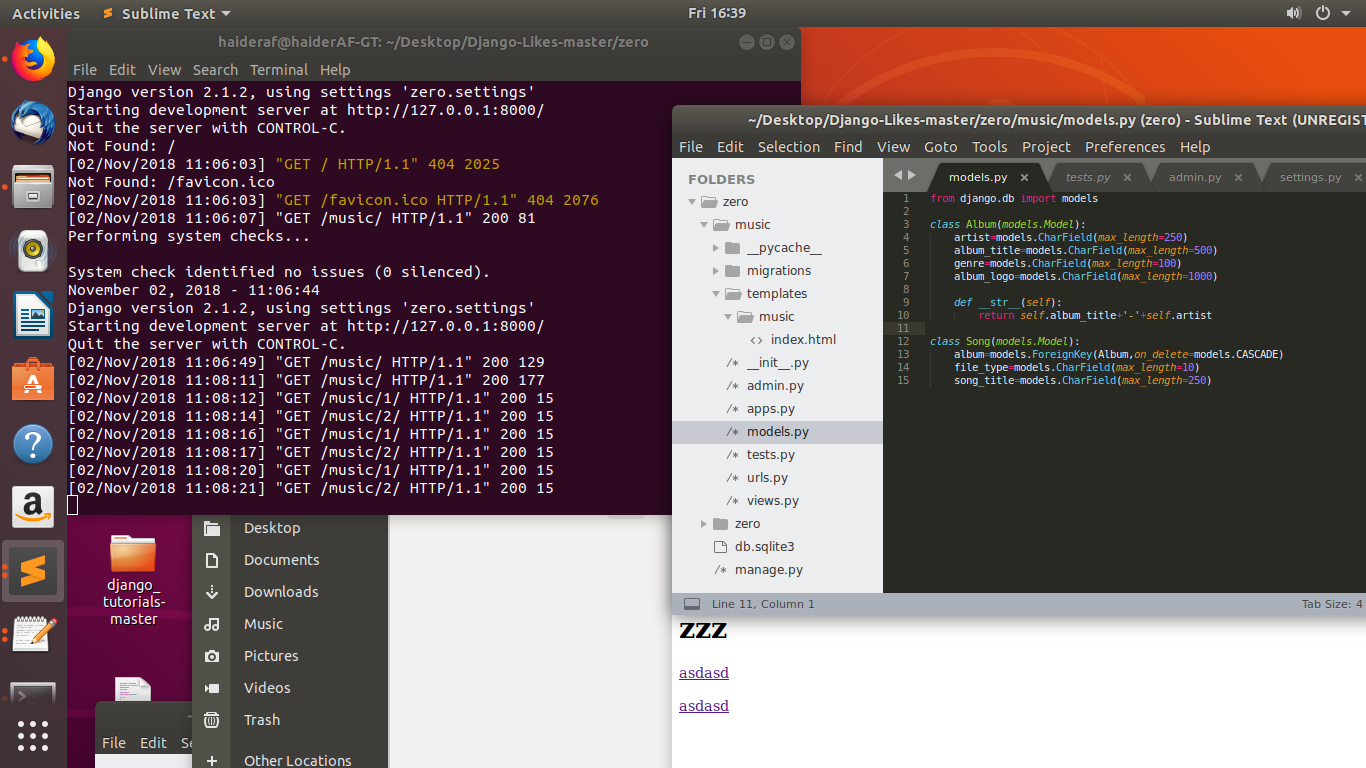 Activities
Sublime Text
Fri 16:39
haideraf@haiderAF-GT: ~/Desktop/Django-Likes-master/zero
File Edit View Search Terminal Help
Django version 2.1.2, using settings 'zero.settings'
Starting development server at http://127.0.0.1:8000/
Quit the server with CONTROL-C.
Not Found: /
[02/Nov/2018 11:06:03] "GET / HTTP/1.1" 404 2025
Not Found: /favicon.ico
[02/Nov/2018 11:06:03] "GET /favicon.ico HTTP/1.1" 404 2076
[02/Nov/2018 11:06:07] "GET /music/ HTTP/1.1" 200 81
Performing system checks...
System check identified no issues (0 silenced).
November 02, 2018 - 11:06:44
Django version 2.1.2, using settings 'zero.settings'
Starting development server at http://127.0.0.1:8000/
Quit the server with CONTROL-C.
[02/Nov/2018 11:06:49] "GET /music/ HTTP/1.1" 200 129
[02/Nov/2018 11:08:11] "GET /music/ HTTP/1.1" 200 177
[02/Nov/2018 11:08:12] "GET /music/1/ HTTP/1.1" 200 15
[02/Nov/2018 11:08:14] "GET /music/2/ HTTP/1.1" 200 15
[02/Nov/2018 11:08:16] "GET /music/1/ HTTP/1.1" 200 15
[02/Nov/2018 11:08:17] "GET /music/2/ HTTP/1.1" 200 15
[02/Nov/2018 11:08:20] "GET /music/1/ HTTP/1.1" 200 15
[02/Nov/2018 11:08:21] "GET /music/2/ HTTP/1.1" 200 15
~/Desktop/Django-Likes-master/zero/music/models.py (zero) - Sublime Text (UNREGIST
File Edit Selection Find View Goto Tools Project Preferences Help
FOLDERS
zero
music
__pycache__
migrations
templates
music
<> index.html
/* __init__.py
/* admin.py
/* apps.py
/* models.py
/* tests.py
/* urls.py
/* views.py
zero
db.sqlite3
/* manage.py
models.py
tests.py
admin.py
settings.py
1 from django.db import models
2
3 class Album(models.Model):
4 artist=models.CharField(max_length=250)
5 album_title=models.CharField(max_length=500)
6 genre=models.CharField(max_length=100)
7 album_logo=models.CharField(max_length=1000)
8
9 def __str__(self):
10 return self.album_title+'-'+self.artist
11
12 class Song(models.Model):
13 album=models.ForeignKey(Album,on_delete=models.CASCADE)
14 file_type=models.CharField(max_length=10)
15 song_title=models.CharField(max_length=250)
Line 11, Column 1
Tab Size: 4
django_
tutorials-
master
Desktop
Documents
Downloads
Music
Pictures
Videos
Trash
Other Locations
File Edit Se
zzz
asdasd
asdasd